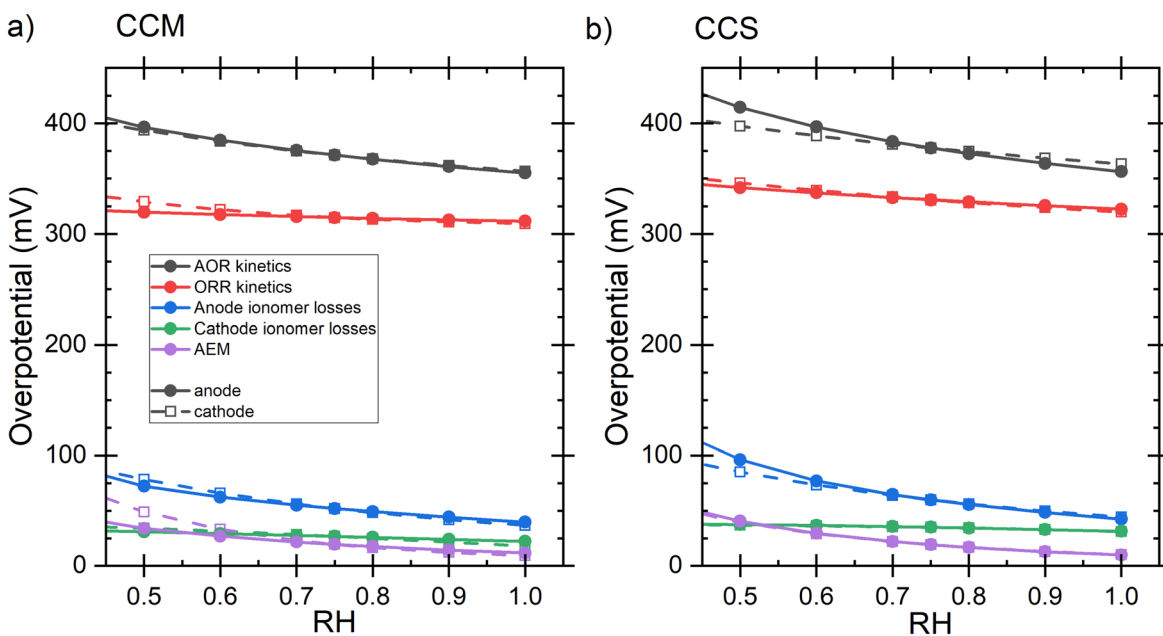 a) CCM
Overpotential (mV)
400
300
200
100
0
AOR kinetics
ORR kinetics
Anode ionomer losses
Cathode ionomer losses
AEM
anode
cathode
0.5 0.6 0.7 0.8 0.9 1.0
RH
b) CCS
Overpotential (mV)
400
300
200
100
0
0.5 0.6 0.7 0.8 0.9 1.0
RH